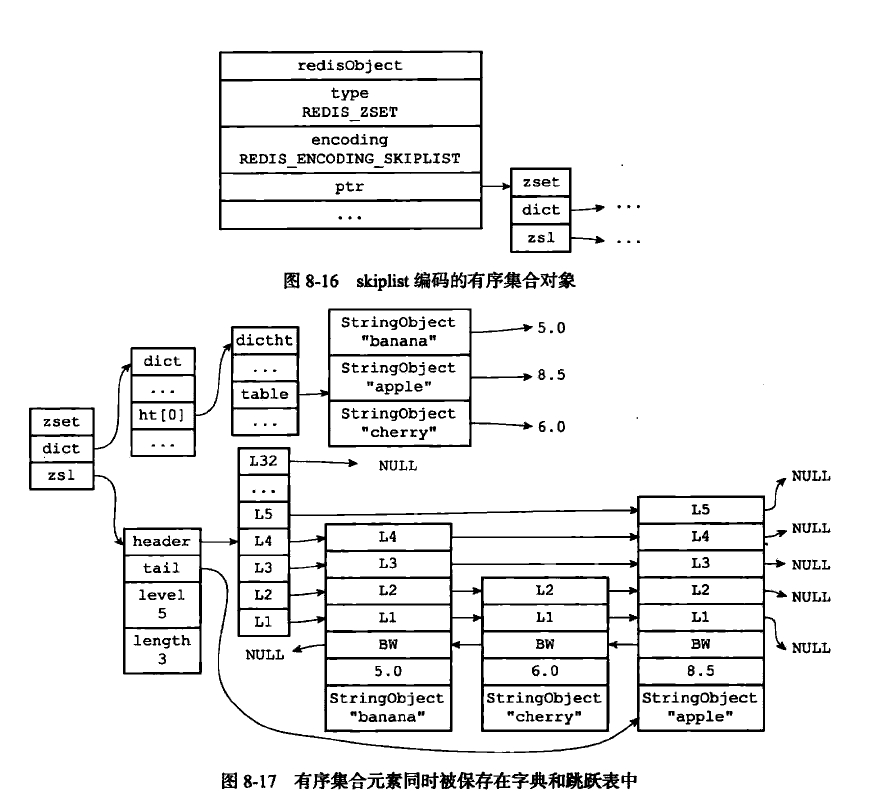 redisObject
type
REDIS_ZSET
encoding
REDIS_ENCODING_SKIPLIST
ptr
...
zset
dict
...
zsl
...
图 8-16 skiplist 编码的有序集合对象
dict
...
ht[0]
...
dictht
...
table
...
StringObject
"banana"
5.0
StringObject
"apple"
8.5
StringObject
"cherry"
6.0
zset
dict
zsl
header
tail
level
5
length
3
L32
NULL
...
L5
L4
L3
L2
L1
NULL
L4
L3
L2
L1
BW
5.0
StringObject
"banana"
L2
L1
BW
6.0
StringObject
"cherry"
L5
NULL
L4
NULL
L3
NULL
L2
NULL
L1
NULL
BW
8.5
StringObject
"apple"
图 8-17 有序集合元素同时被保存在字典和跳跃表中